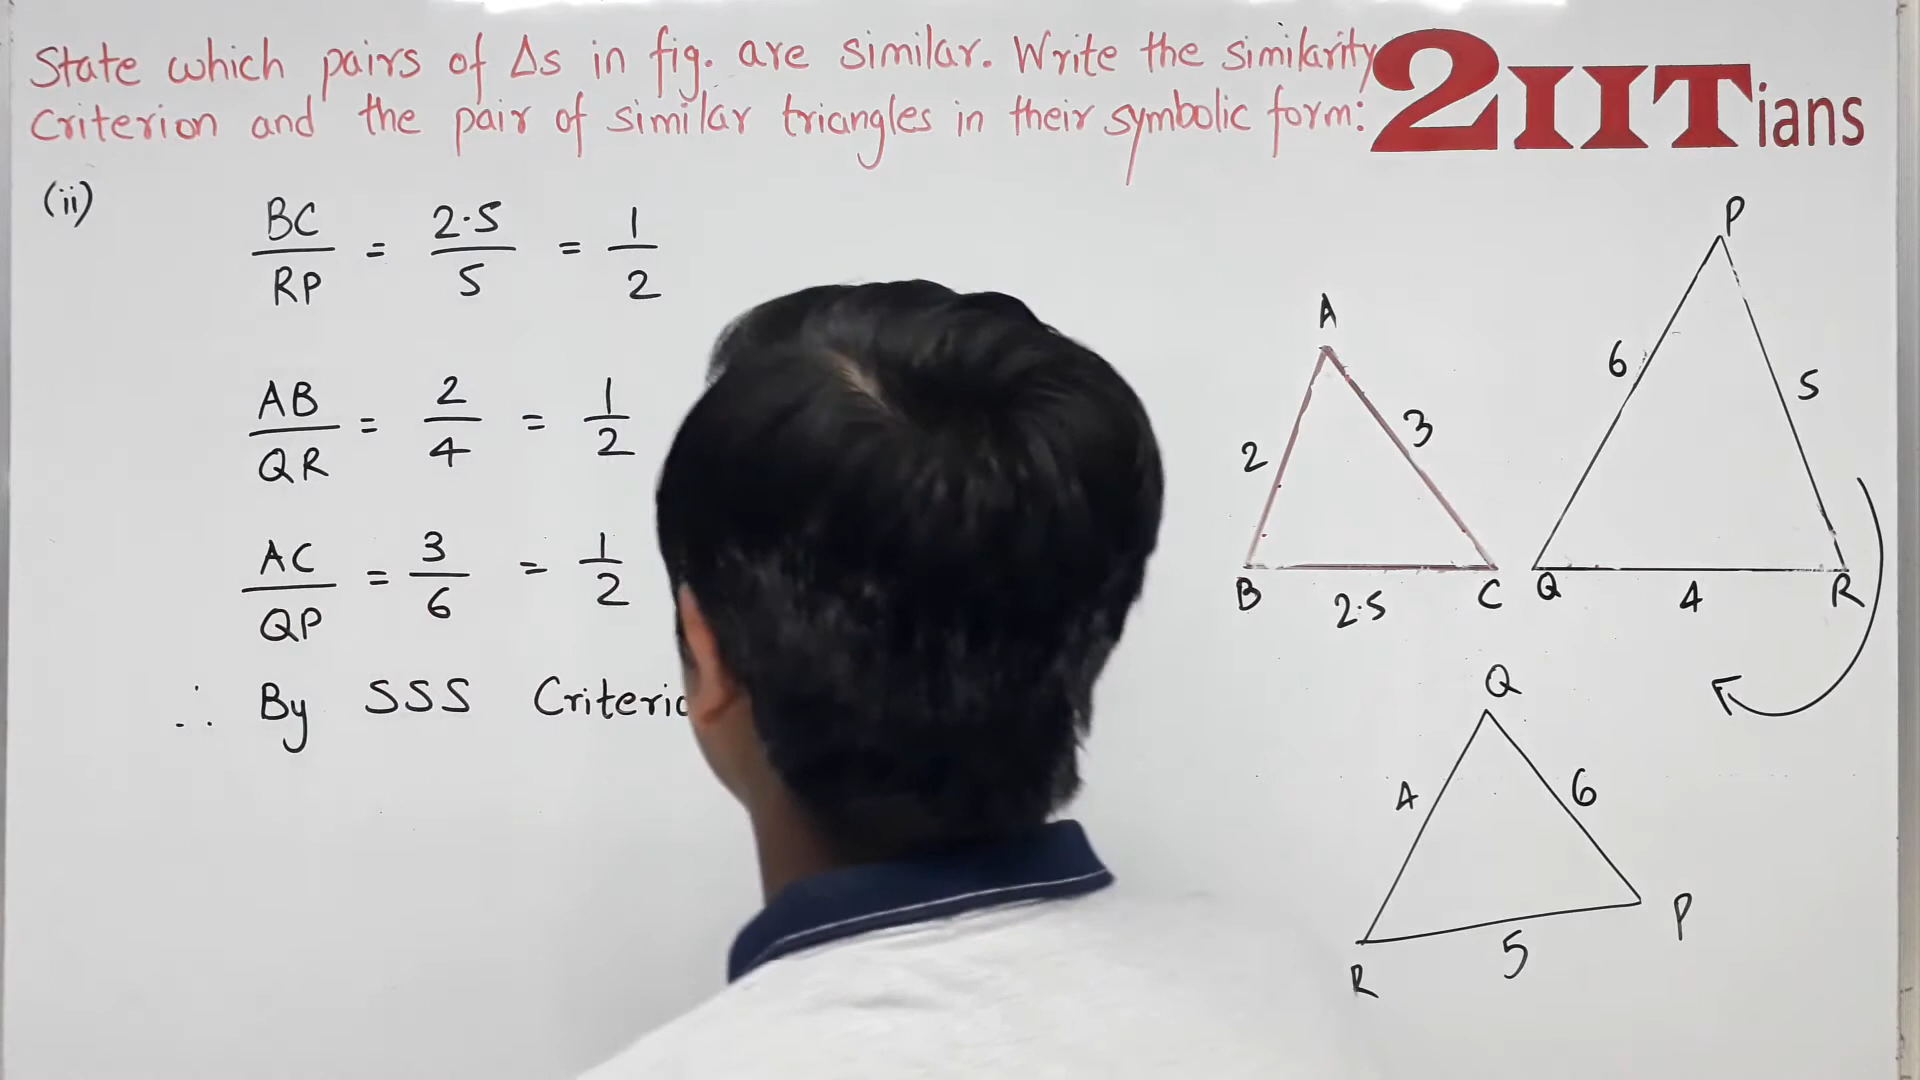 State which pairs of Δs in fig. are similar. Write the similarity
criterion and the pair of similar triangles in their symbolic form:
2IITians
(ii)
BC/RP = 2.5/5 = 1/2
AB/QR = 2/4 = 1/2
AC/QP = 3/6 = 1/2
∴ By SSS
A
2
3
B
2.5
C
P
6
5
Q
4
R
Q
4
6
R
5
P